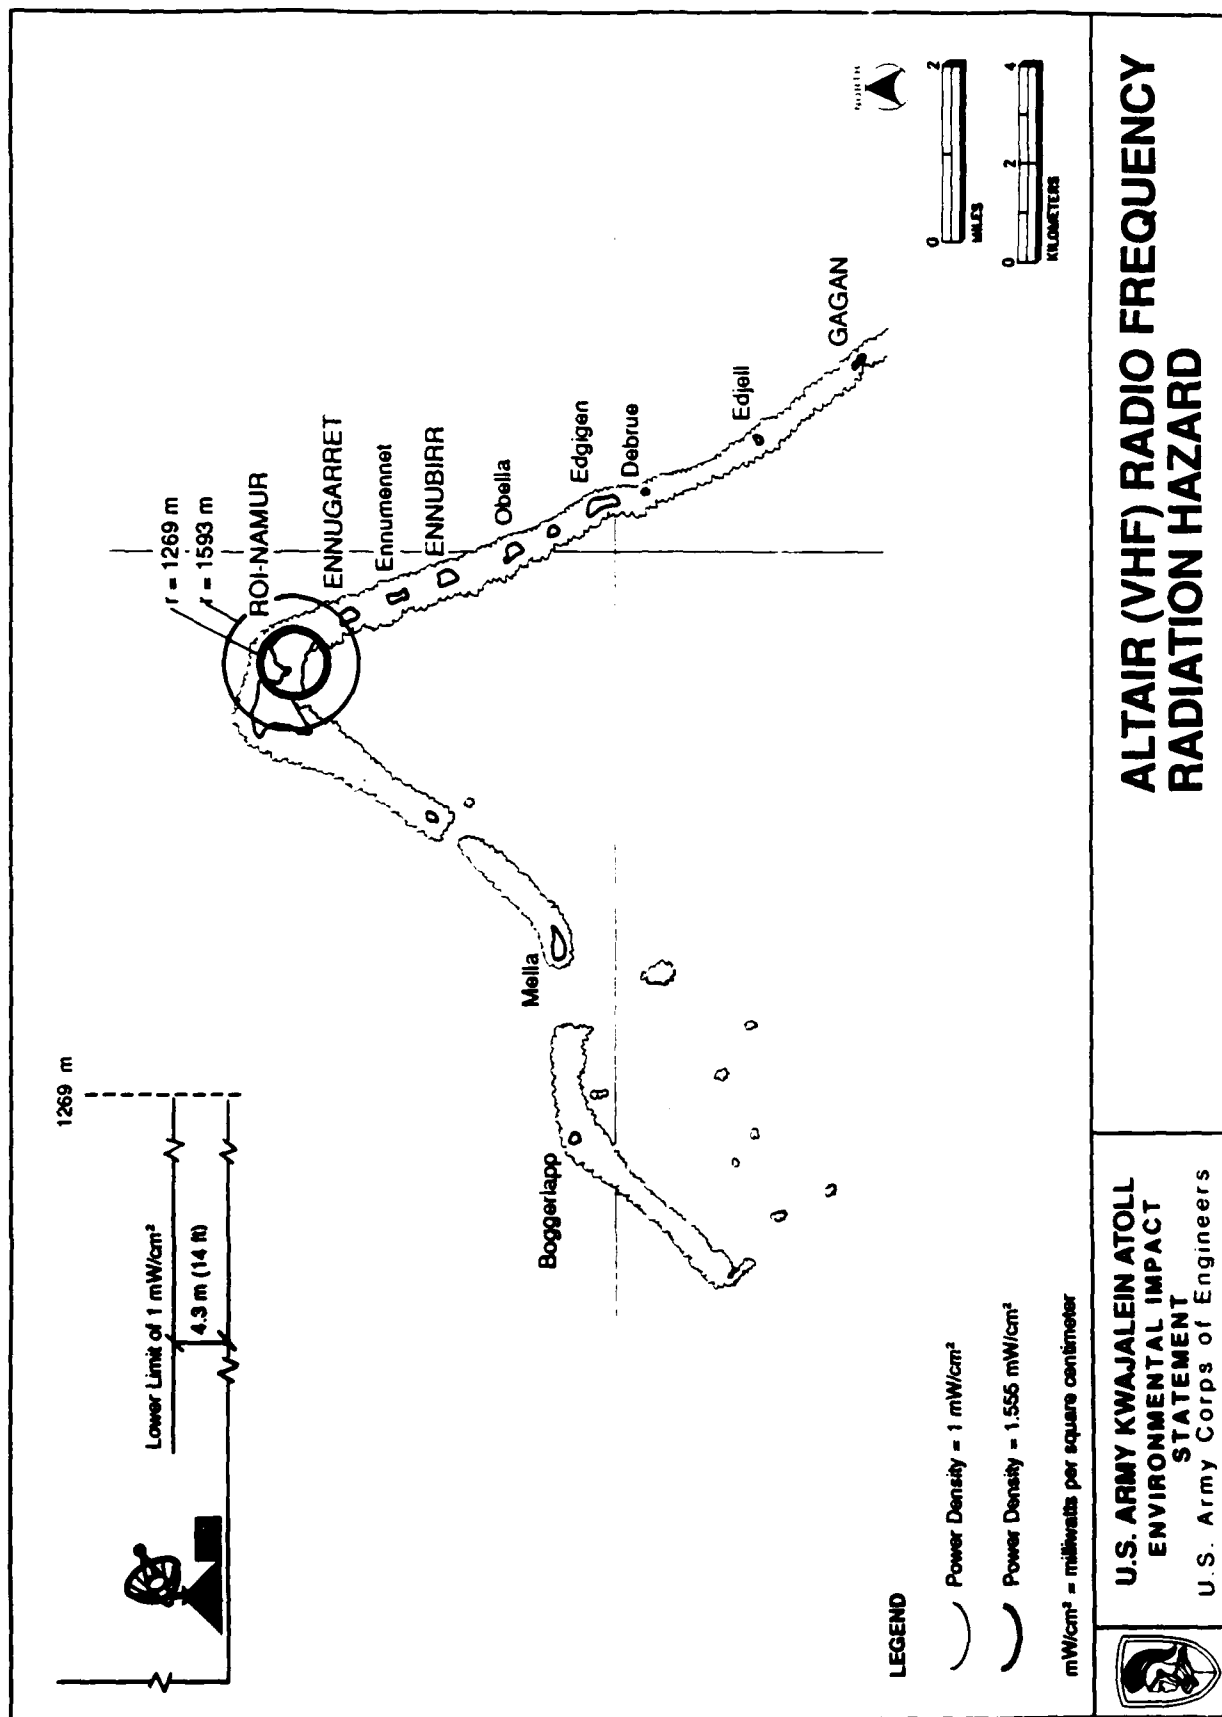 1269 m
Lower Limit of 1 mW/cm²
4.3 m (14 ft)
r = 1269 m
r = 1593 m
ROI-NAMUR
ENNUGARRET
Ennumennet
ENNUBIRR
Obella
Edgigen
Debrue
Edjell
GAGAN
Mella
Boggerlapp
NORTH
0 2
MILES
0 2 4
KILOMETERS
LEGEND
Power Density = 1 mW/cm²
Power Density = 1.555 mW/cm²
mW/cm² = milliwatts per square centimeter
U.S. ARMY KWAJALEIN ATOLL
ENVIRONMENTAL IMPACT
STATEMENT
U.S. Army Corps of Engineers
ALTAIR (VHF) RADIO FREQUENCY
RADIATION HAZARD